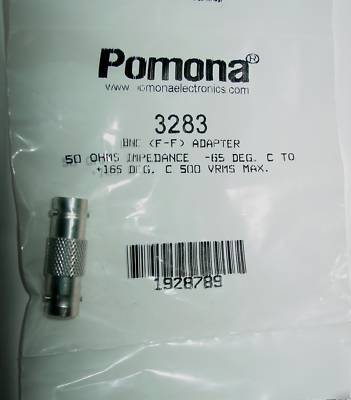 Pomona®
www.pomonaelectronics.com
3283
BNC (F-F) ADAPTER
50 OHMS IMPEDANCE -65 DEG. C TO
+165 DEG. C 500 VRMS MAX.
1928789